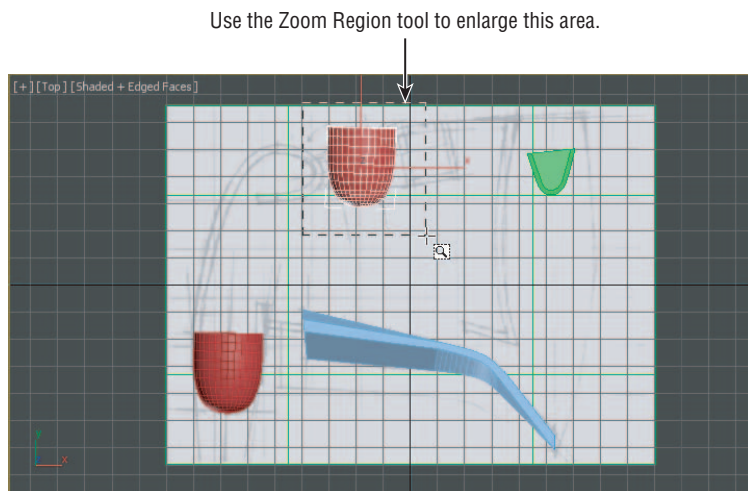 Use the Zoom Region tool to enlarge this area.
[+][Top][Shaded + Edged Faces]
x
y
x